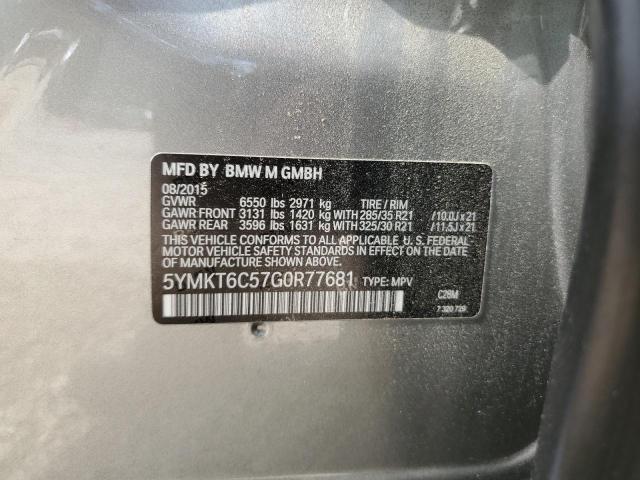 MFD BY BMW M GMBH
08/2015
GVWR 6550 lbs 2971 kg TIRE / RIM
GAWR FRONT 3131 lbs 1420 kg WITH 285/35 R21 / 10.0J x 21
GAWR REAR 3596 lbs 1631 kg WITH 325/30 R21 / 11.5J x 21
THIS VEHICLE CONFORMS TO ALL APPLICABLE U.S. FEDERAL
MOTOR VEHICLE SAFETY STANDARDS IN EFFECT ON THE DATE
OF MANUFACTURE SHOWN ABOVE.
5YMKT6C57G0R77681 TYPE: MPV